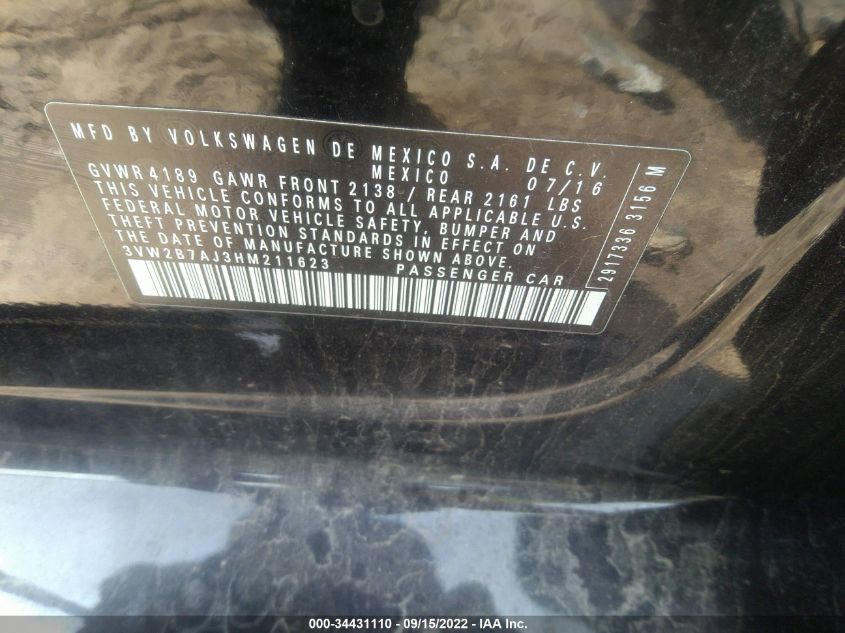 MFD BY VOLKSWAGEN DE MEXICO S.A. DE C.V.
MEXICO 07/16
GVWR4189 GAWR FRONT 2138 / REAR 2161 LBS
THIS VEHICLE CONFORMS TO ALL APPLICABLE U.S.
FEDERAL MOTOR VEHICLE SAFETY, BUMPER AND
THEFT PREVENTION STANDARDS IN EFFECT ON
THE DATE OF MANUFACTURE SHOWN ABOVE.
3VW2B7AJ3HM211623 PASSENGER CAR
2917336 3156 M
000-34431110 - 09/15/2022 - IAA Inc.